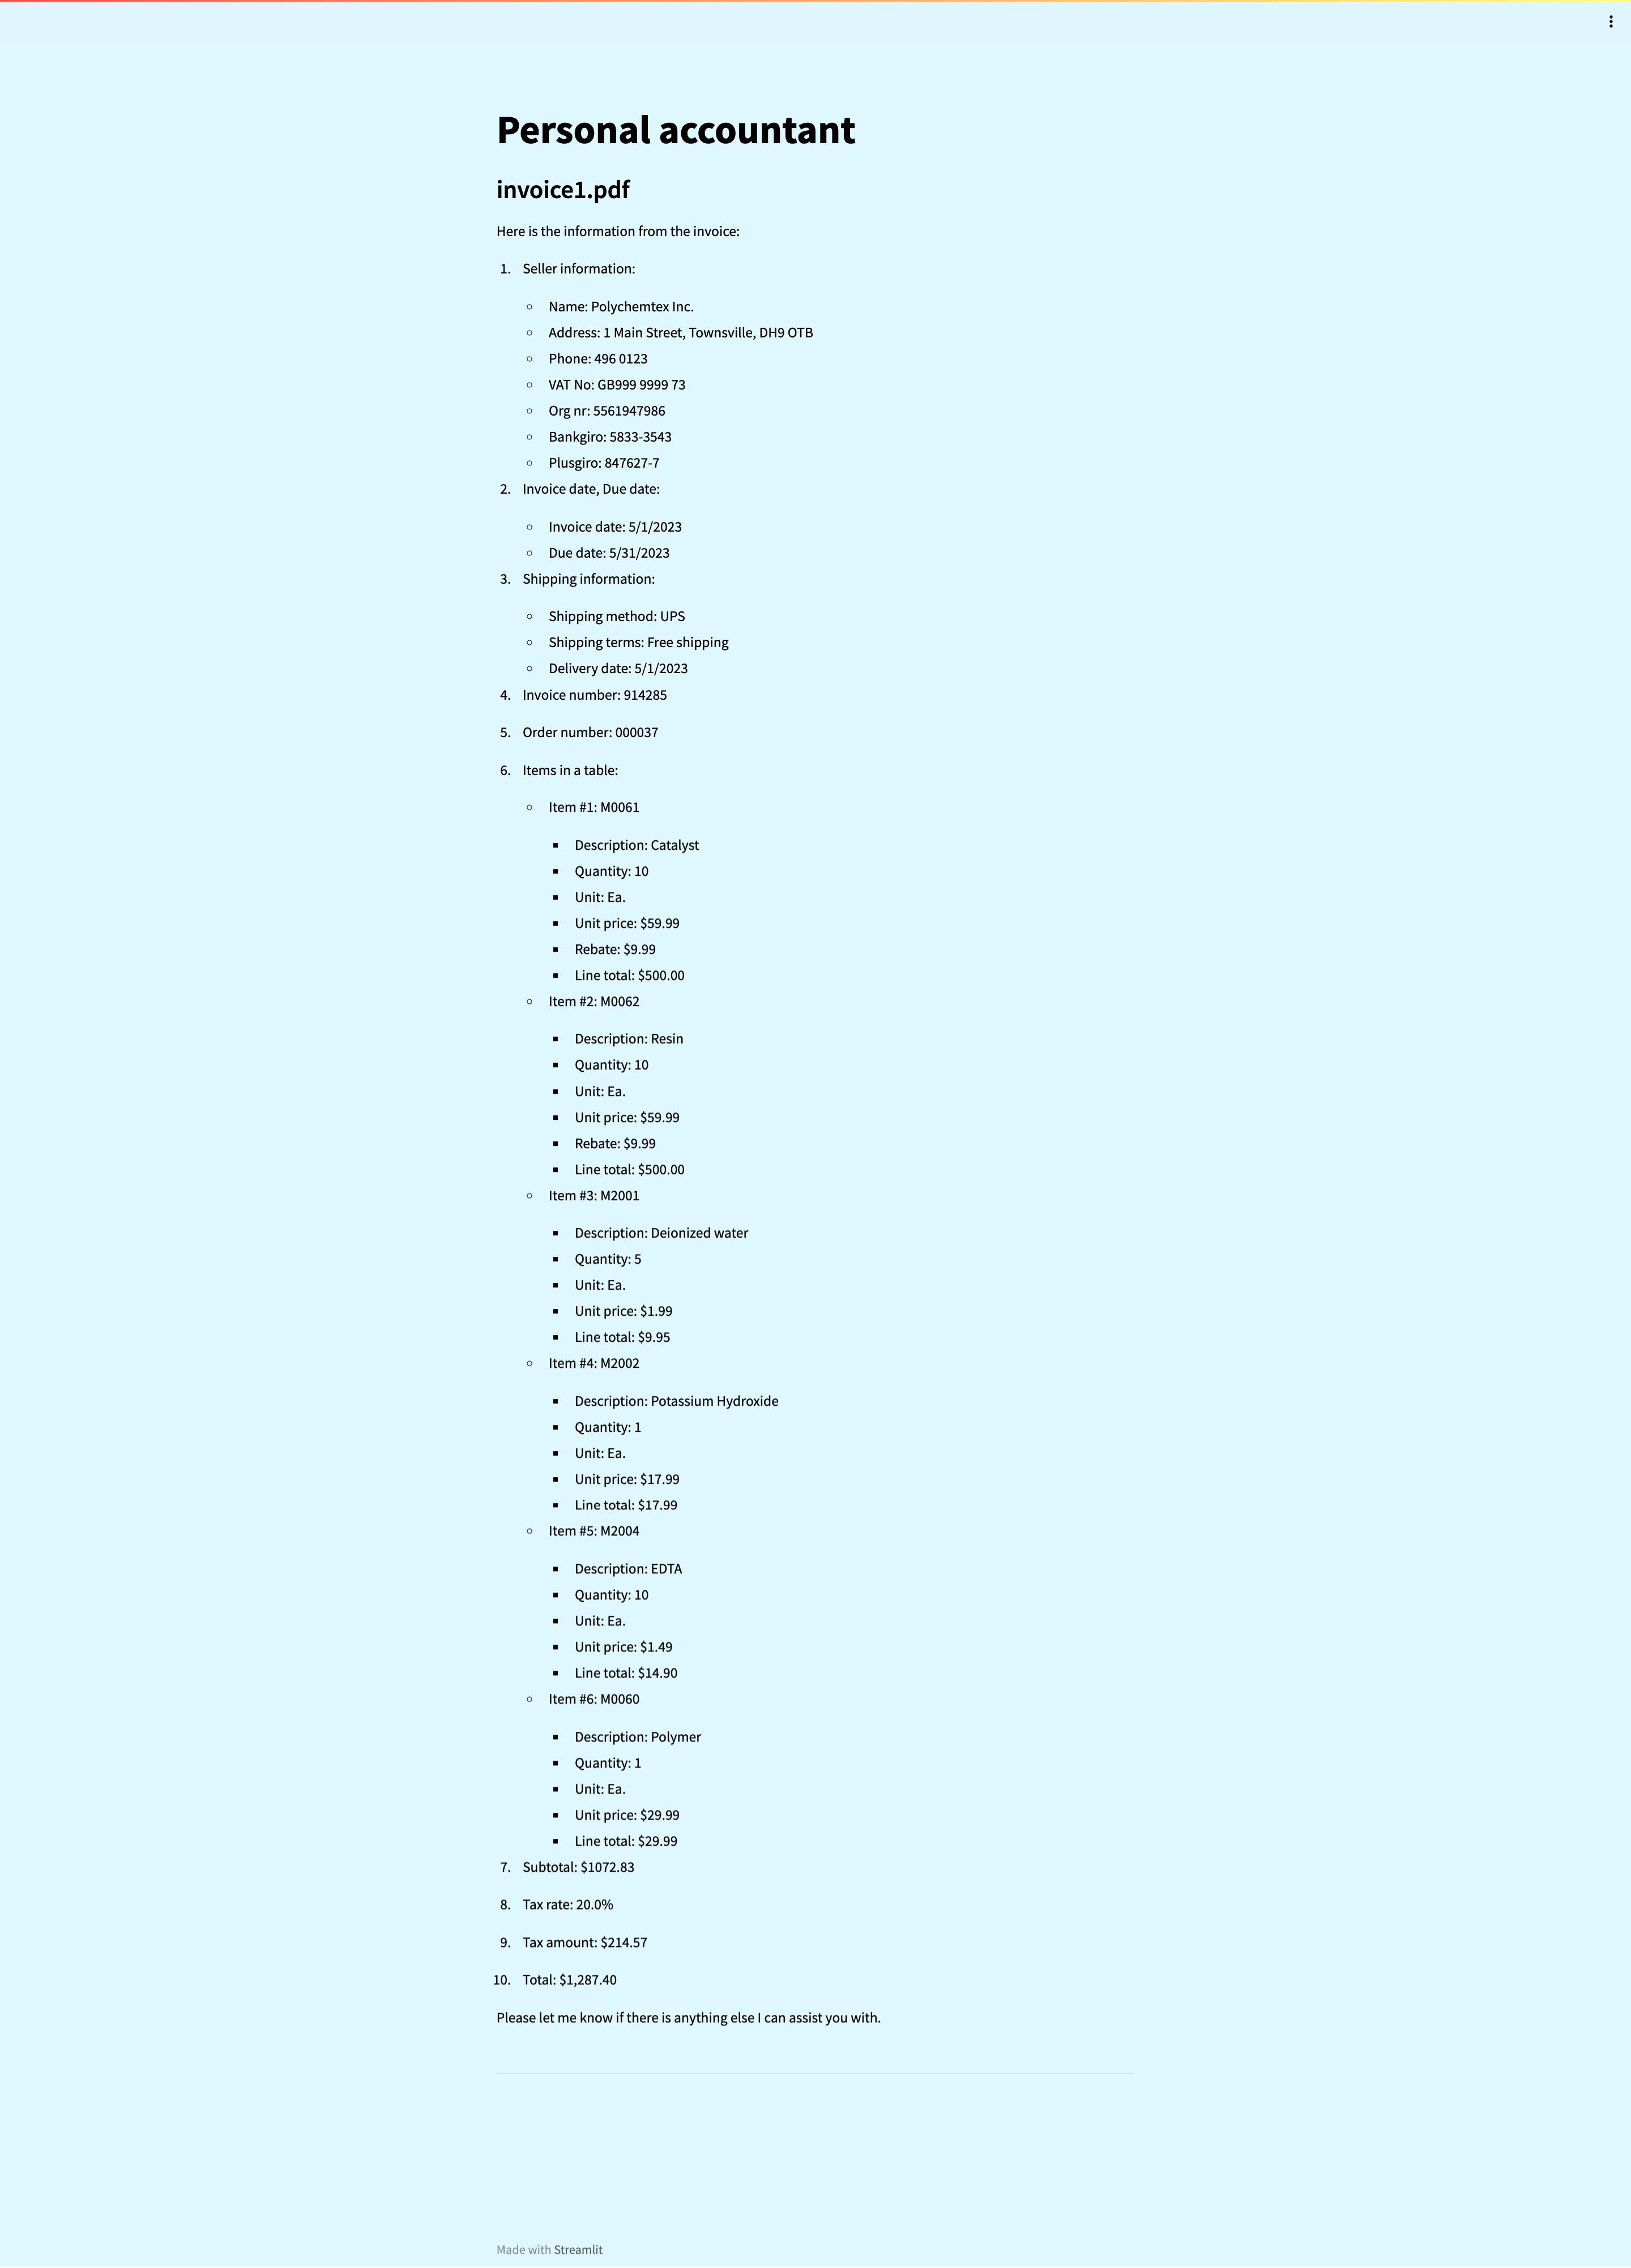 Personal accountant
invoice1.pdf
Here is the information from the invoice:
1. Seller information:
Name: Polychemtex Inc.
Address: 1 Main Street, Townsville, DH9 OTB
Phone: 496 0123
VAT No: GB999 9999 73
Org nr: 5561947986
Bankgiro: 5833-3543
Plusgiro: 847627-7
2. Invoice date, Due date:
Invoice date: 5/1/2023
Due date: 5/31/2023
3. Shipping information:
Shipping method: UPS
Shipping terms: Free shipping
Delivery date: 5/1/2023
4. Invoice number: 914285
5. Order number: 000037
6. Items in a table:
Item #1: M0061
Description: Catalyst
Quantity: 10
Unit: Ea.
Unit price: $59.99
Rebate: $9.99
Line total: $500.00
Item #2: M0062
Description: Resin
Quantity: 10
Unit: Ea.
Unit price: $59.99
Rebate: $9.99
Line total: $500.00
Item #3: M2001
Description: Deionized water
Quantity: 5
Unit: Ea.
Unit price: $1.99
Line total: $9.95
Item #4: M2002
Description: Potassium Hydroxide
Quantity: 1
Unit: Ea.
Unit price: $17.99
Line total: $17.99
Item #5: M2004
Description: EDTA
Quantity: 10
Unit: Ea.
Unit price: $1.49
Line total: $14.90
Item #6: M0060
Description: Polymer
Quantity: 1
Unit: Ea.
Unit price: $29.99
Line total: $29.99
7. Subtotal: $1072.83
8. Tax rate: 20.0%
9. Tax amount: $214.57
10. Total: $1,287.40
Please let me know if there is anything else I can assist you with.
Made with Streamlit